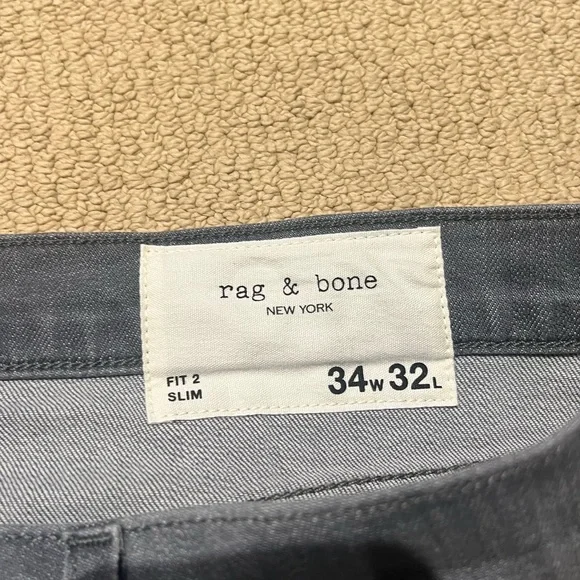 rag & bone
NEW YORK
FIT 2
SLIM
34W 32L